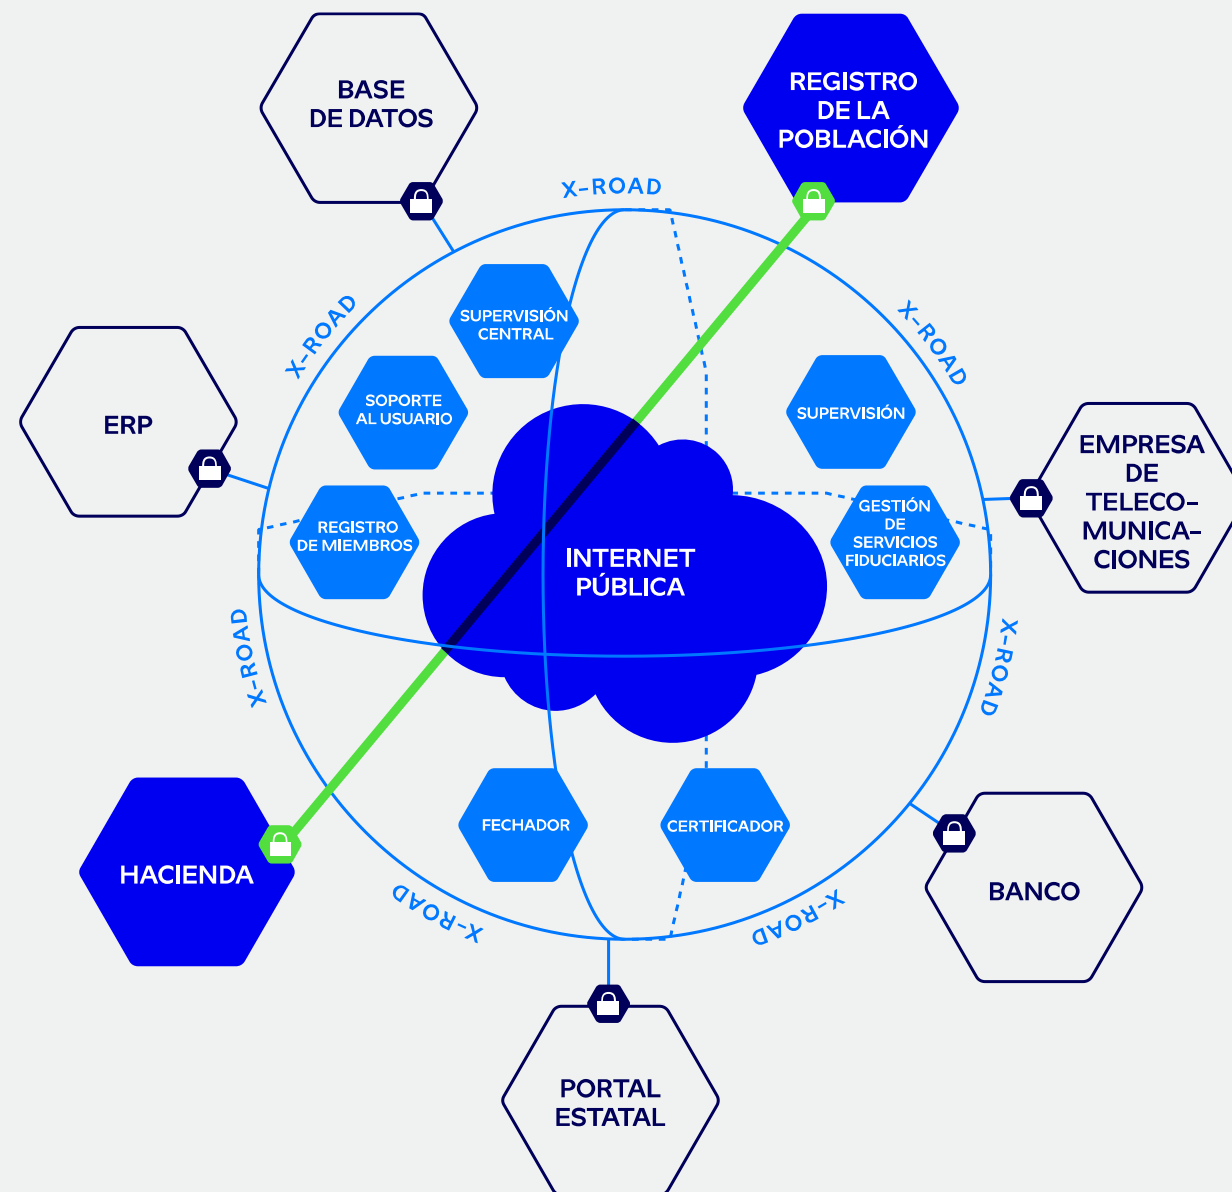 BASE
DE DATOS
REGISTRO
DE LA
POBLACIÓN
X-ROAD
X-ROAD
X-ROAD
SUPERVISIÓN
CENTRAL
SOPORTE
AL USUARIO
SUPERVISIÓN
ERP
EMPRESA
DE
TELECO-
MUNICA-
CIONES
REGISTRO
DE MIEMBROS
GESTIÓN
DE
SERVICIOS
FIDUCIARIOS
INTERNET
PÚBLICA
X-ROAD
X-ROAD
FECHADOR
CERTIFICADOR
HACIENDA
BANCO
X-ROAD
X-ROAD
PORTAL
ESTATAL